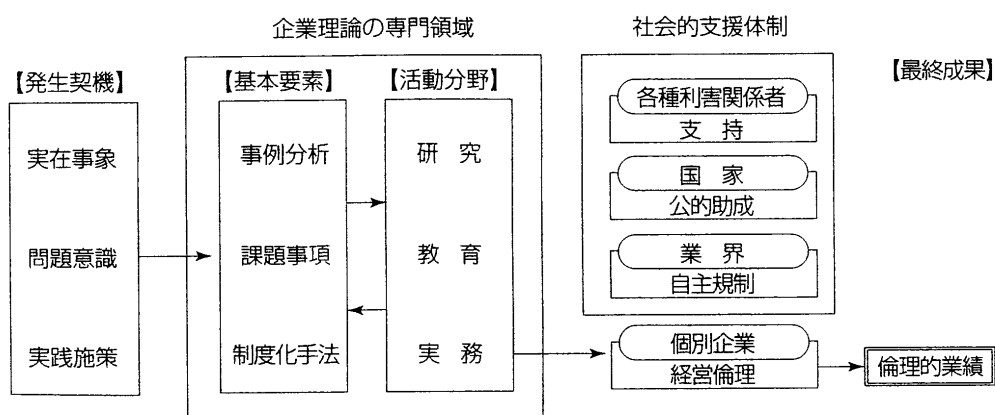 企業理論の専門領域
社会的支援体制
【発生契機】
【基本要素】
【活動分野】
【最終成果】
実在事象
問題意識
実践施策
事例分析
課題事項
制度化手法
研　究
教　育
実　務
各種利害関係者
支　持
国　家
公的助成
業　界
自主規制
個別企業
経営倫理
倫理的業績